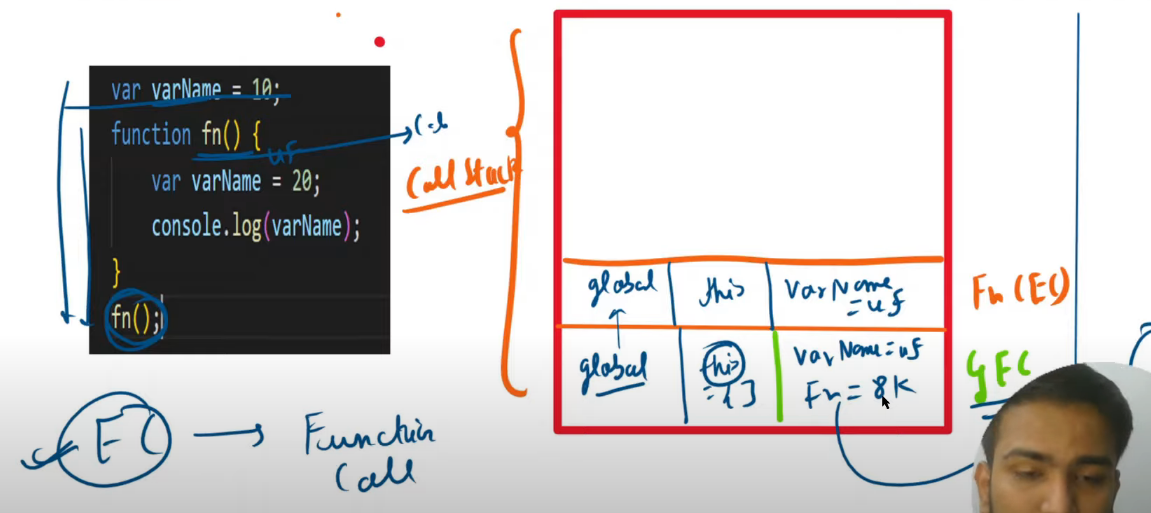 var varName = 10;
function fn() {
uf
var varName = 20;
console.log(varName);
}
fn();
Call Stack
EC → Function
Call
global this varName
= uf
Fn (EC)
global this
= {}
varName = uf
Fn = 8K
GEC